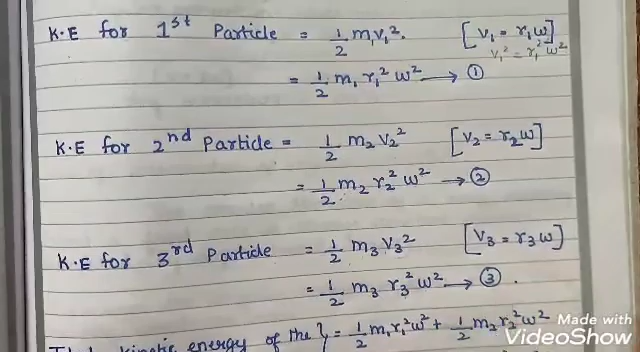 K.E for 1st Particle = 1/2 m₁v₁². [v₁ = r₁ω]
v₁² = r₁²ω²
= 1/2 m₁ r₁² ω² → ①
K.E for 2nd Particle = 1/2 m₂ v₂² [v₂ = r₂ω]
= 1/2 m₂ r₂² ω² → ②
K.E for 3rd Particle = 1/2 m₃ v₃² [v₃ = r₃ω]
= 1/2 m₃ r₃² ω² → ③.
kinetic energy of the } = 1/2 m₁r₁²ω² + 1/2 m₂r₂²ω²
Made with
VideoShow